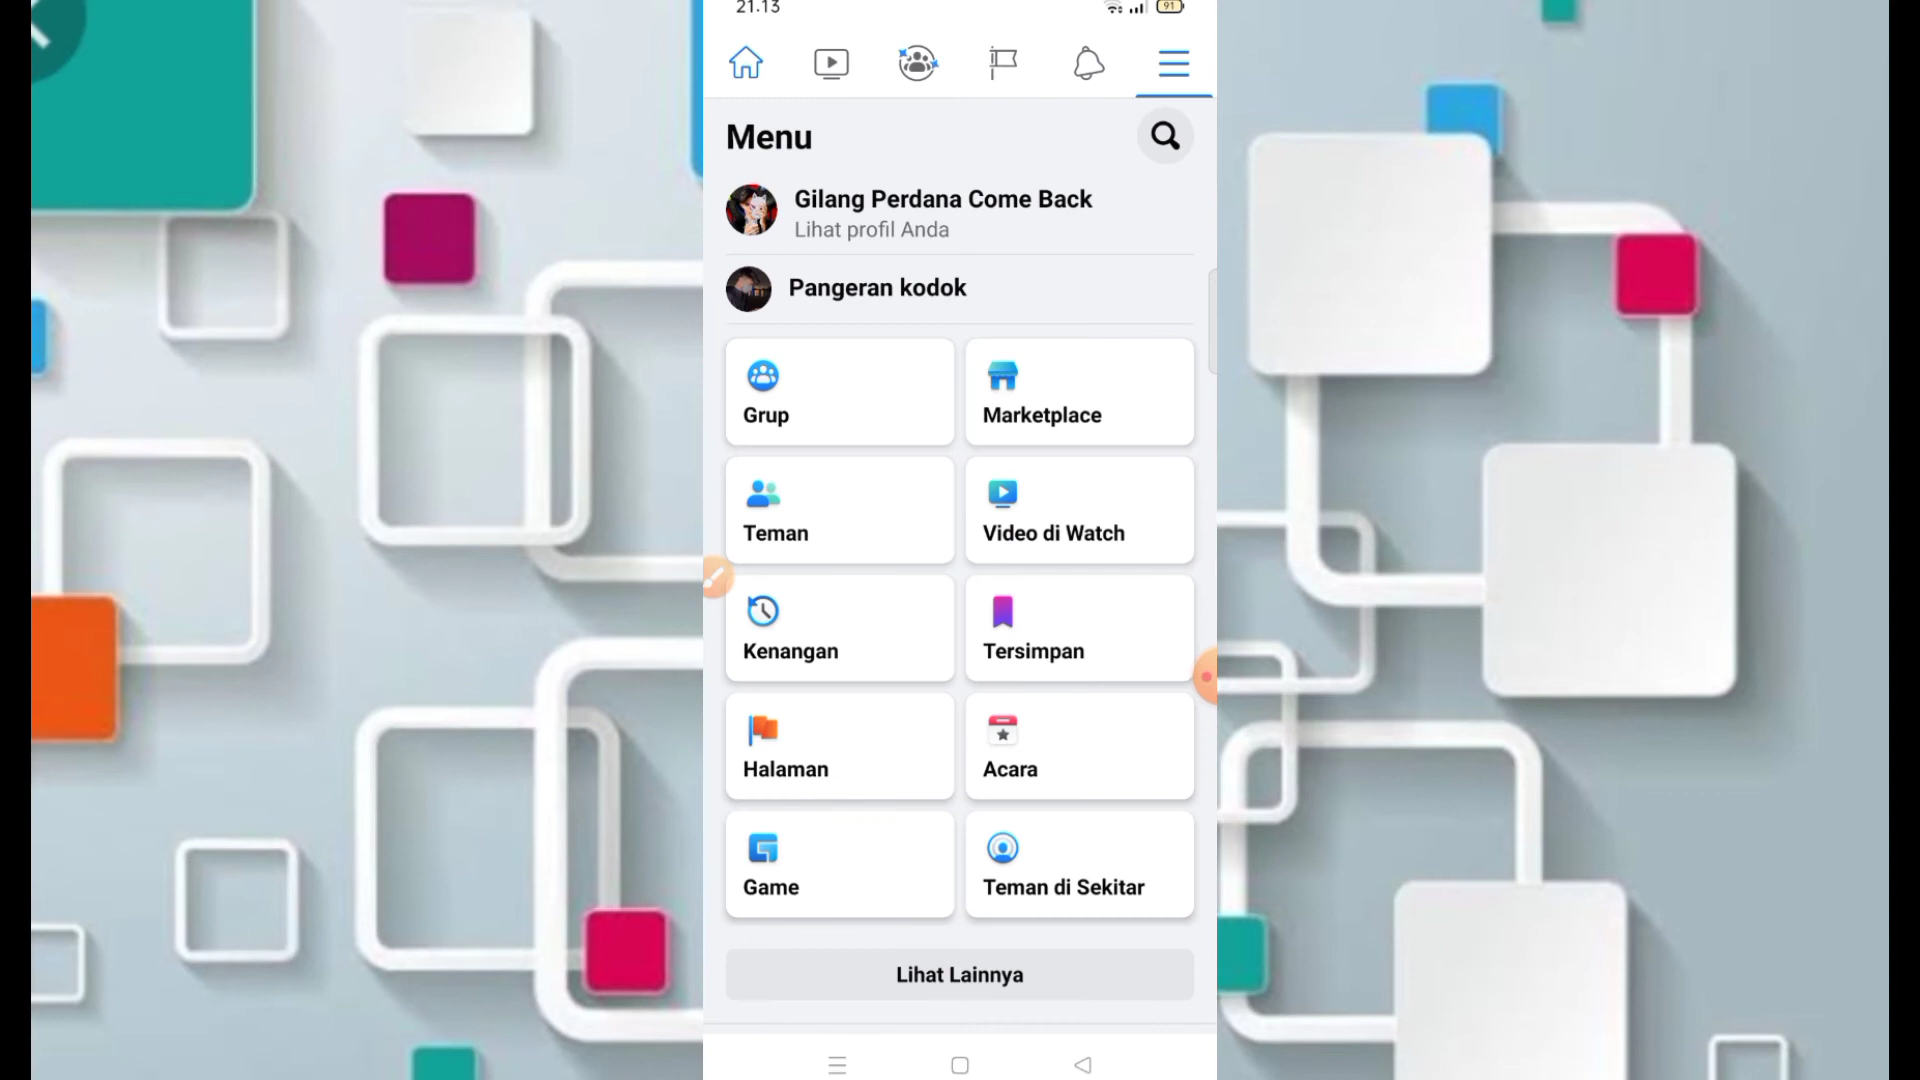 21.13
91
Menu
Gilang Perdana Come Back
Lihat profil Anda
Pangeran kodok
Grup
Marketplace
Teman
Video di Watch
Kenangan
Tersimpan
Halaman
Acara
Game
Teman di Sekitar
Lihat Lainnya